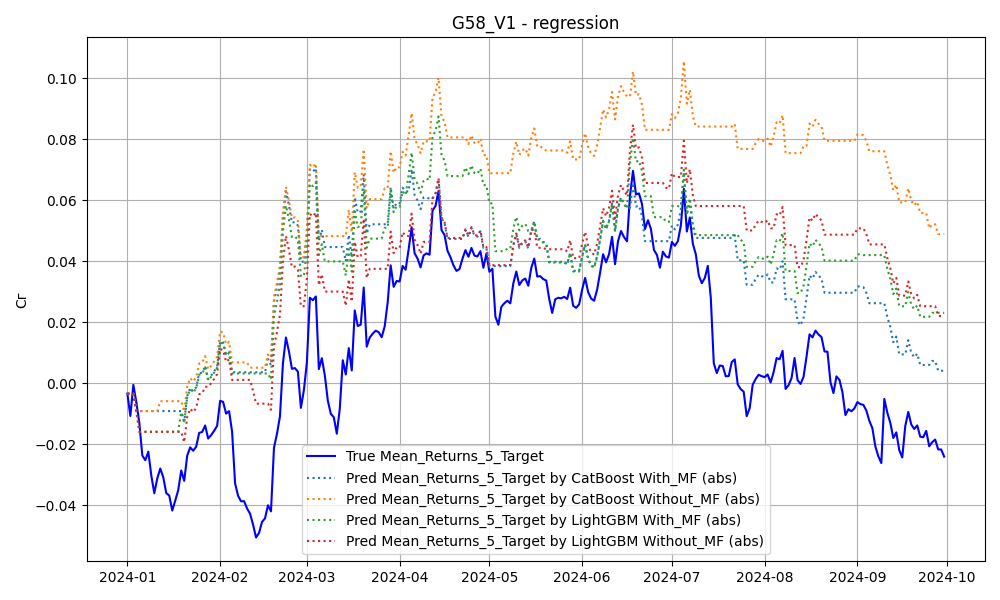 G58_V1 - regression
Cr
0.10
0.08
0.06
0.04
0.02
0.00
−0.02
−0.04
True Mean_Returns_5_Target
Pred Mean_Returns_5_Target by CatBoost With_MF (abs)
Pred Mean_Returns_5_Target by CatBoost Without_MF (abs)
Pred Mean_Returns_5_Target by LightGBM With_MF (abs)
Pred Mean_Returns_5_Target by LightGBM Without_MF (abs)
2024-01 2024-02 2024-03 2024-04 2024-05 2024-06 2024-07 2024-08 2024-09 2024-10